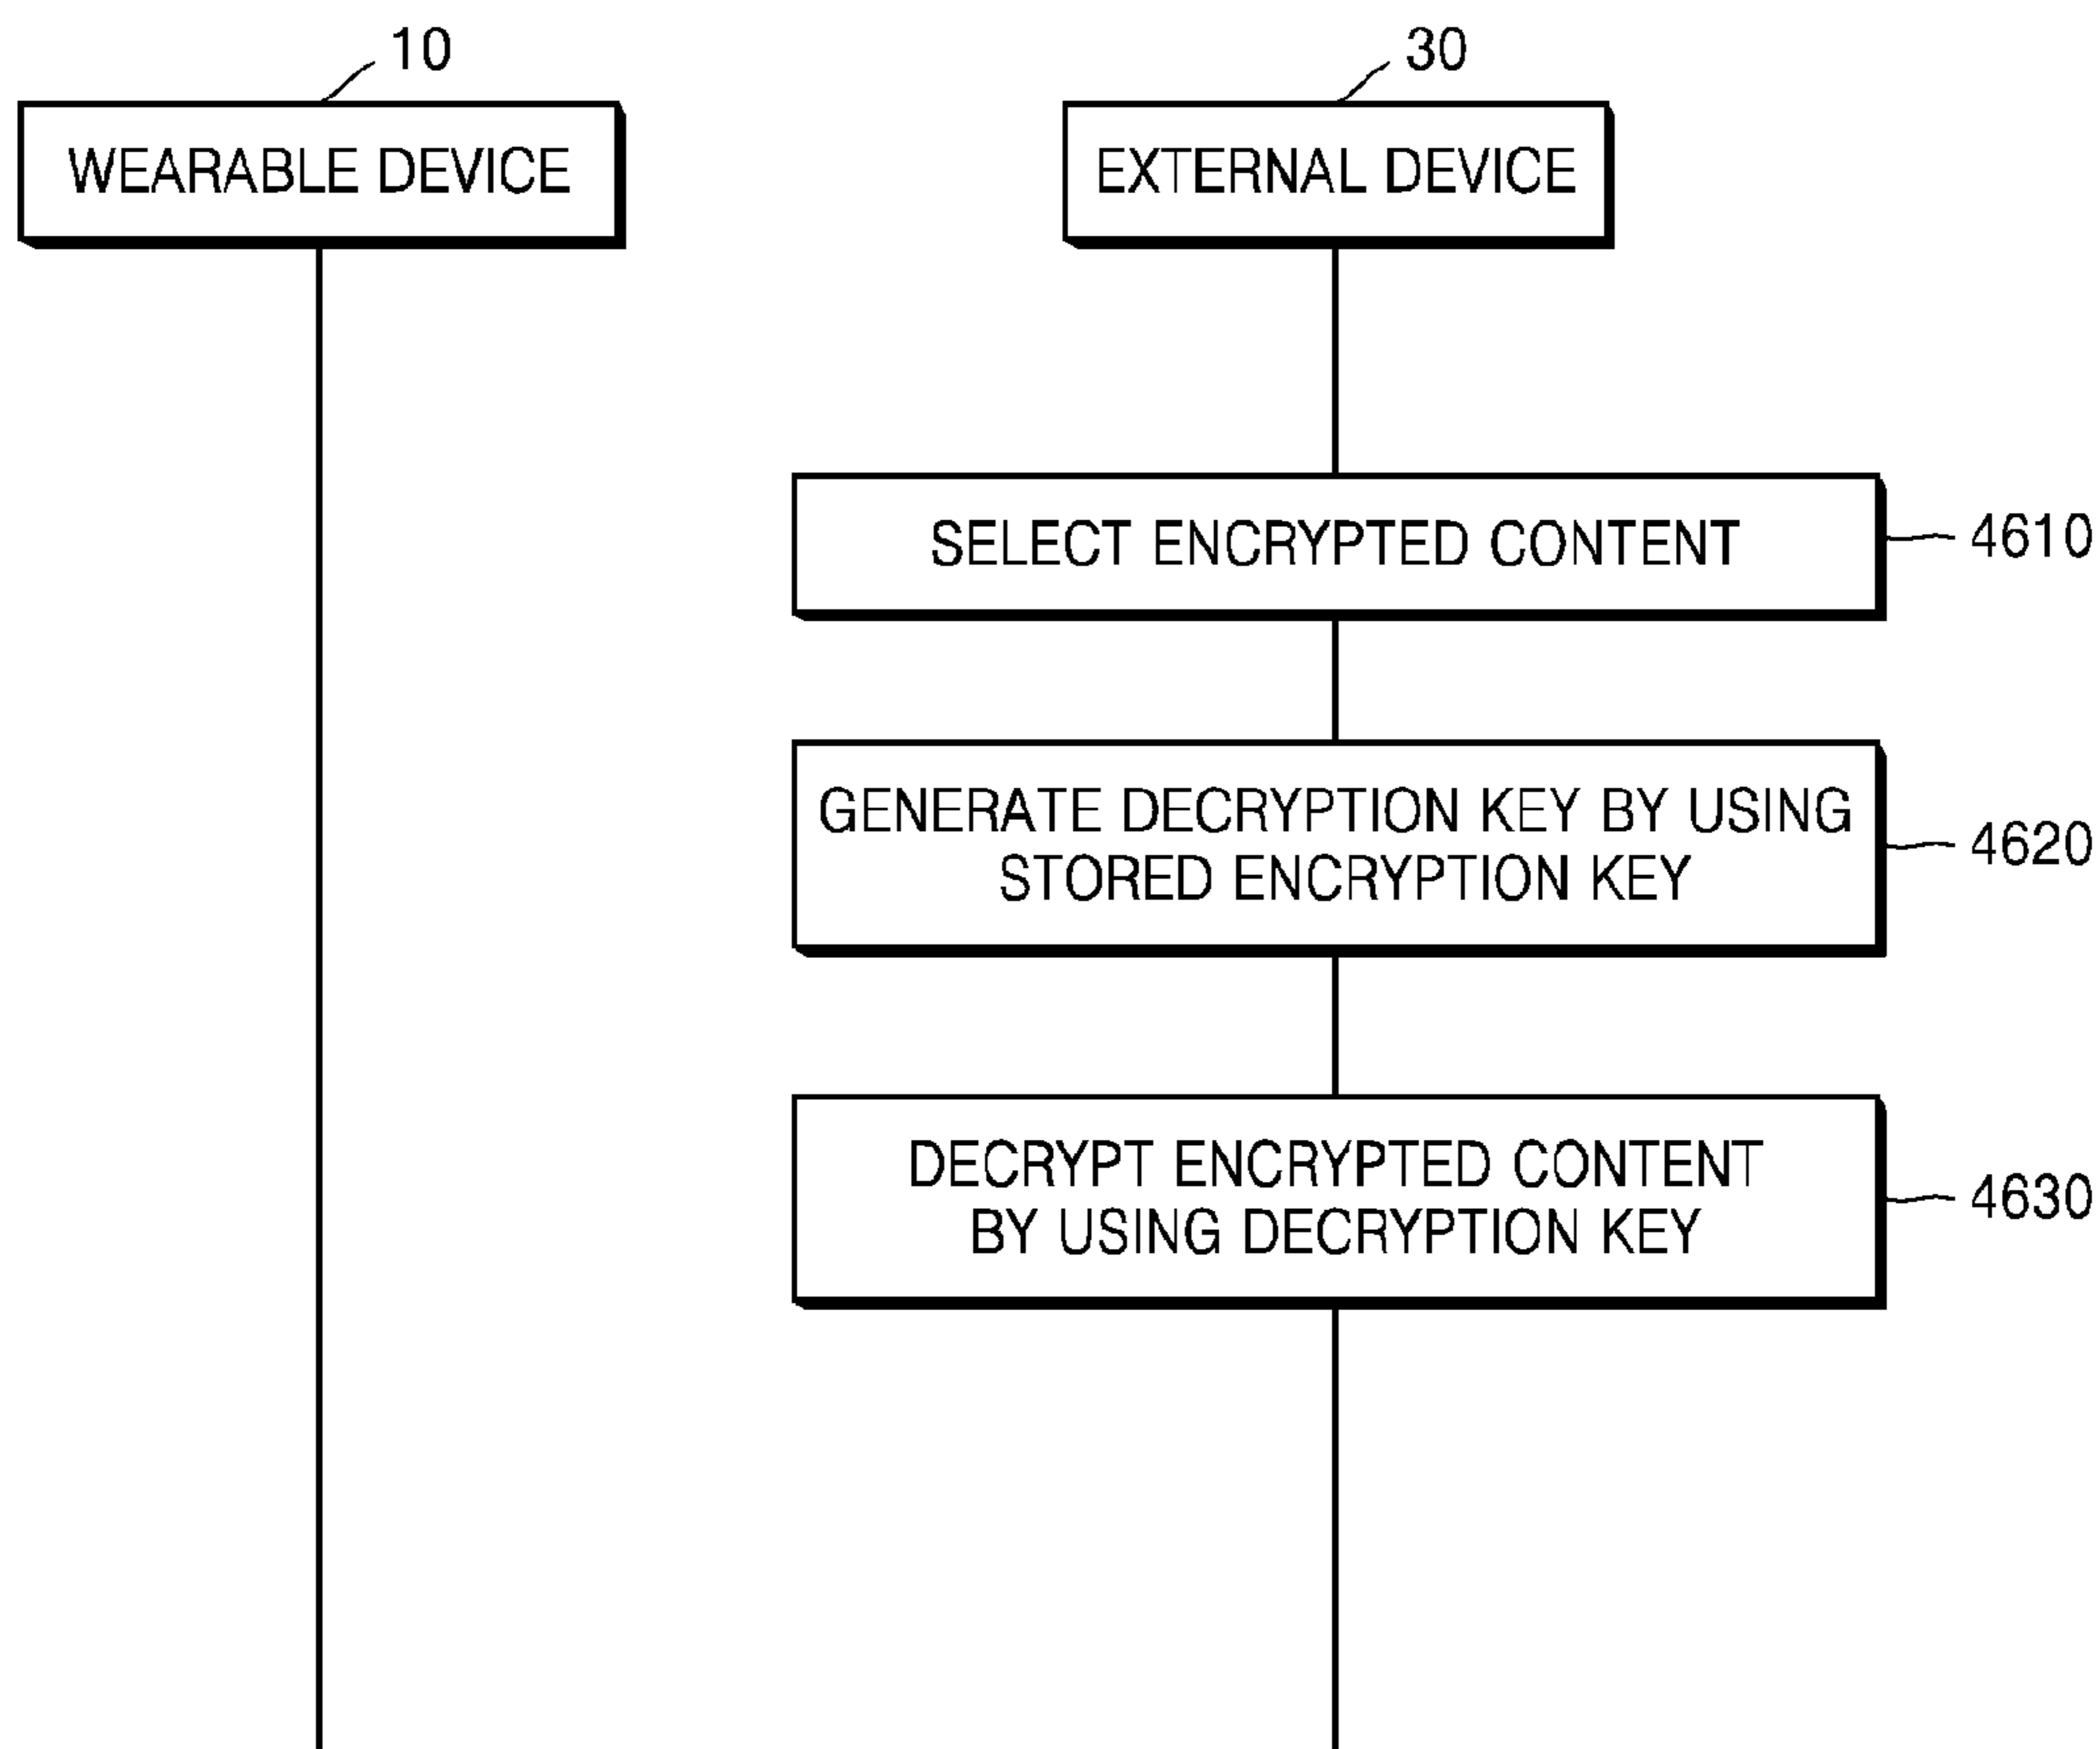 10
30
WEARABLE DEVICE
EXTERNAL DEVICE
SELECT ENCRYPTED CONTENT
4610
GENERATE DECRYPTION KEY BY USING
STORED ENCRYPTION KEY
4620
DECRYPT ENCRYPTED CONTENT
BY USING DECRYPTION KEY
4630